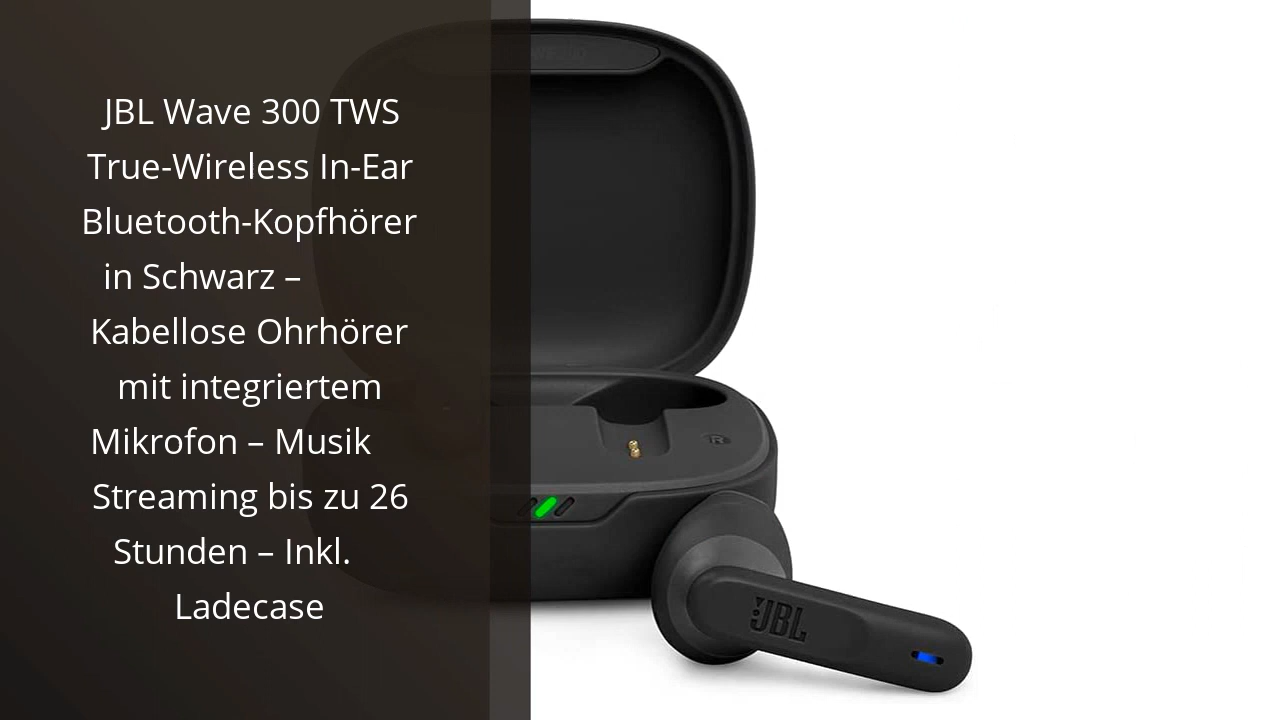 JBL Wave 300 TWS
True-Wireless In-Ear
Bluetooth-Kopfhörer
in Schwarz –
Kabellose Ohrhörer
mit integriertem
Mikrofon – Musik
Streaming bis zu 26
Stunden – Inkl.
Ladecase
R
JBL